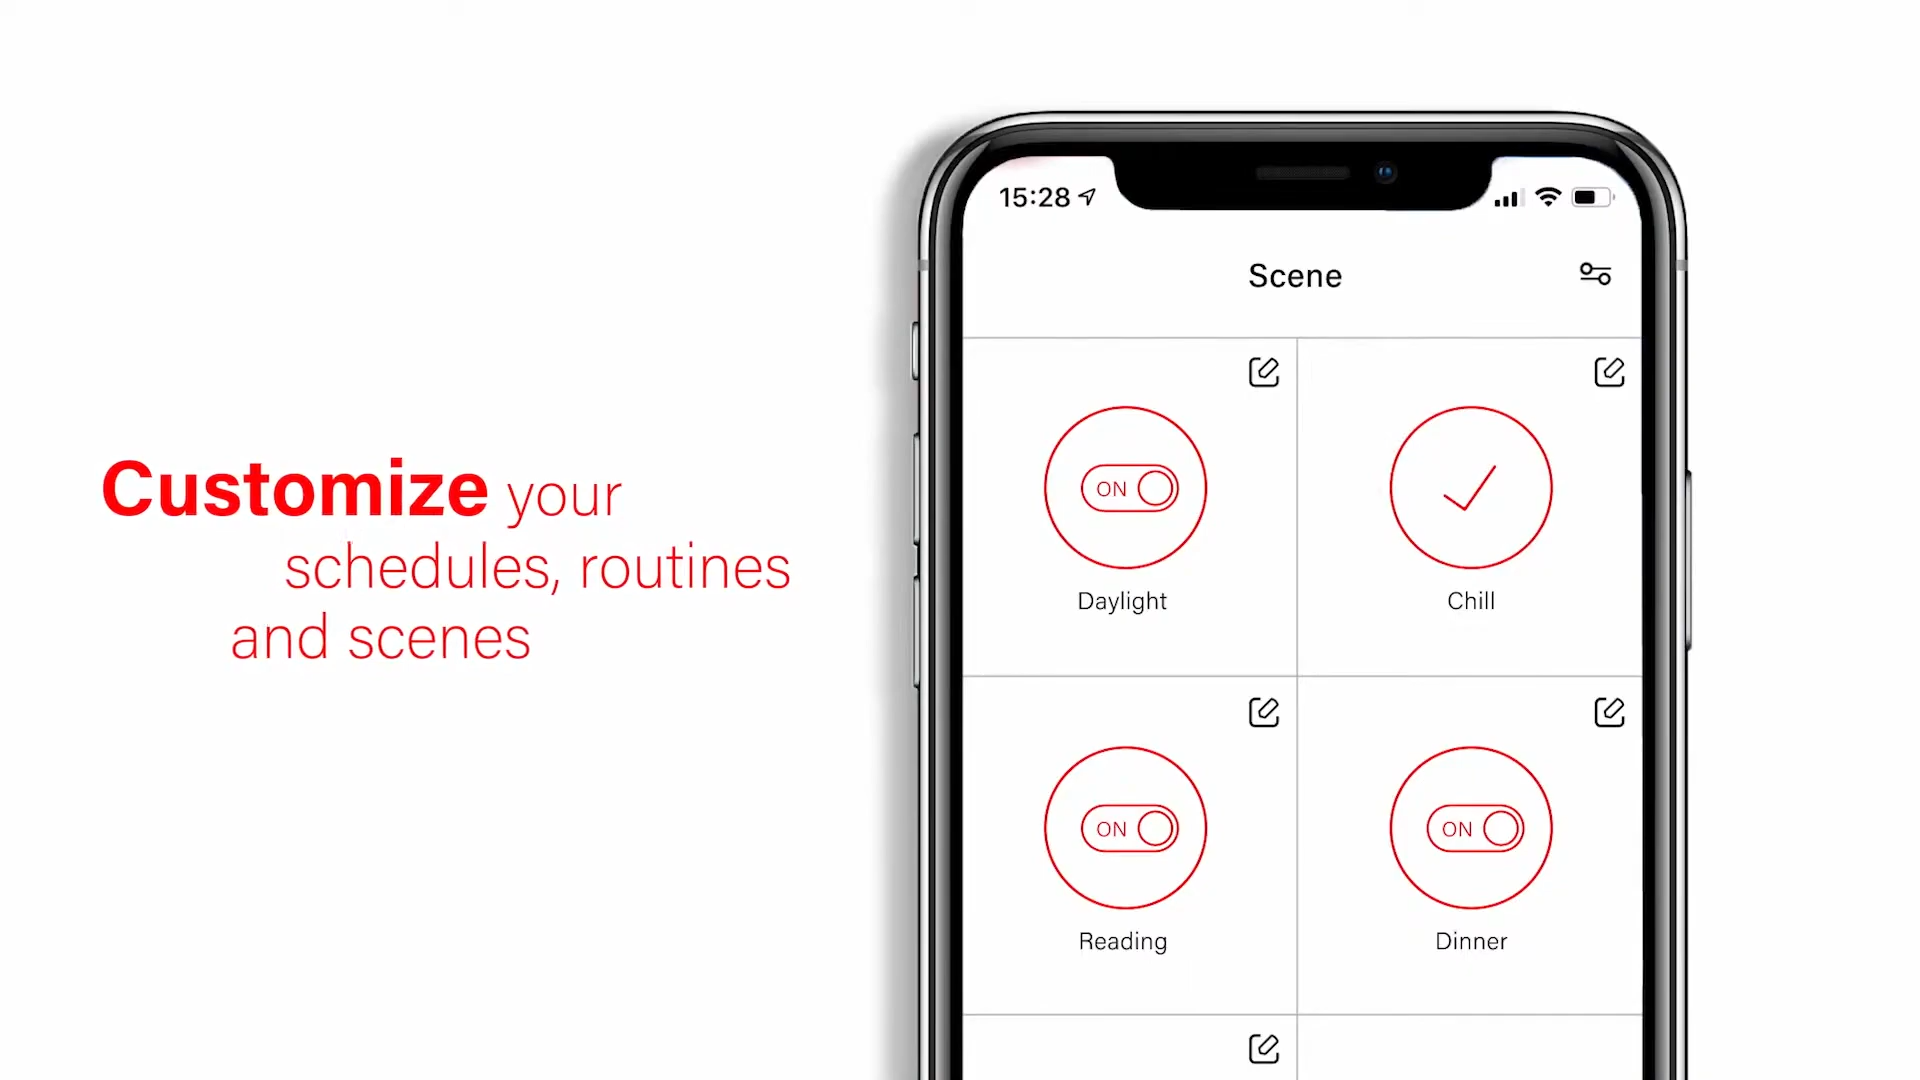 Customize your
schedules, routines
and scenes
15:28
Scene
ON
Daylight
Chill
ON
Reading
ON
Dinner